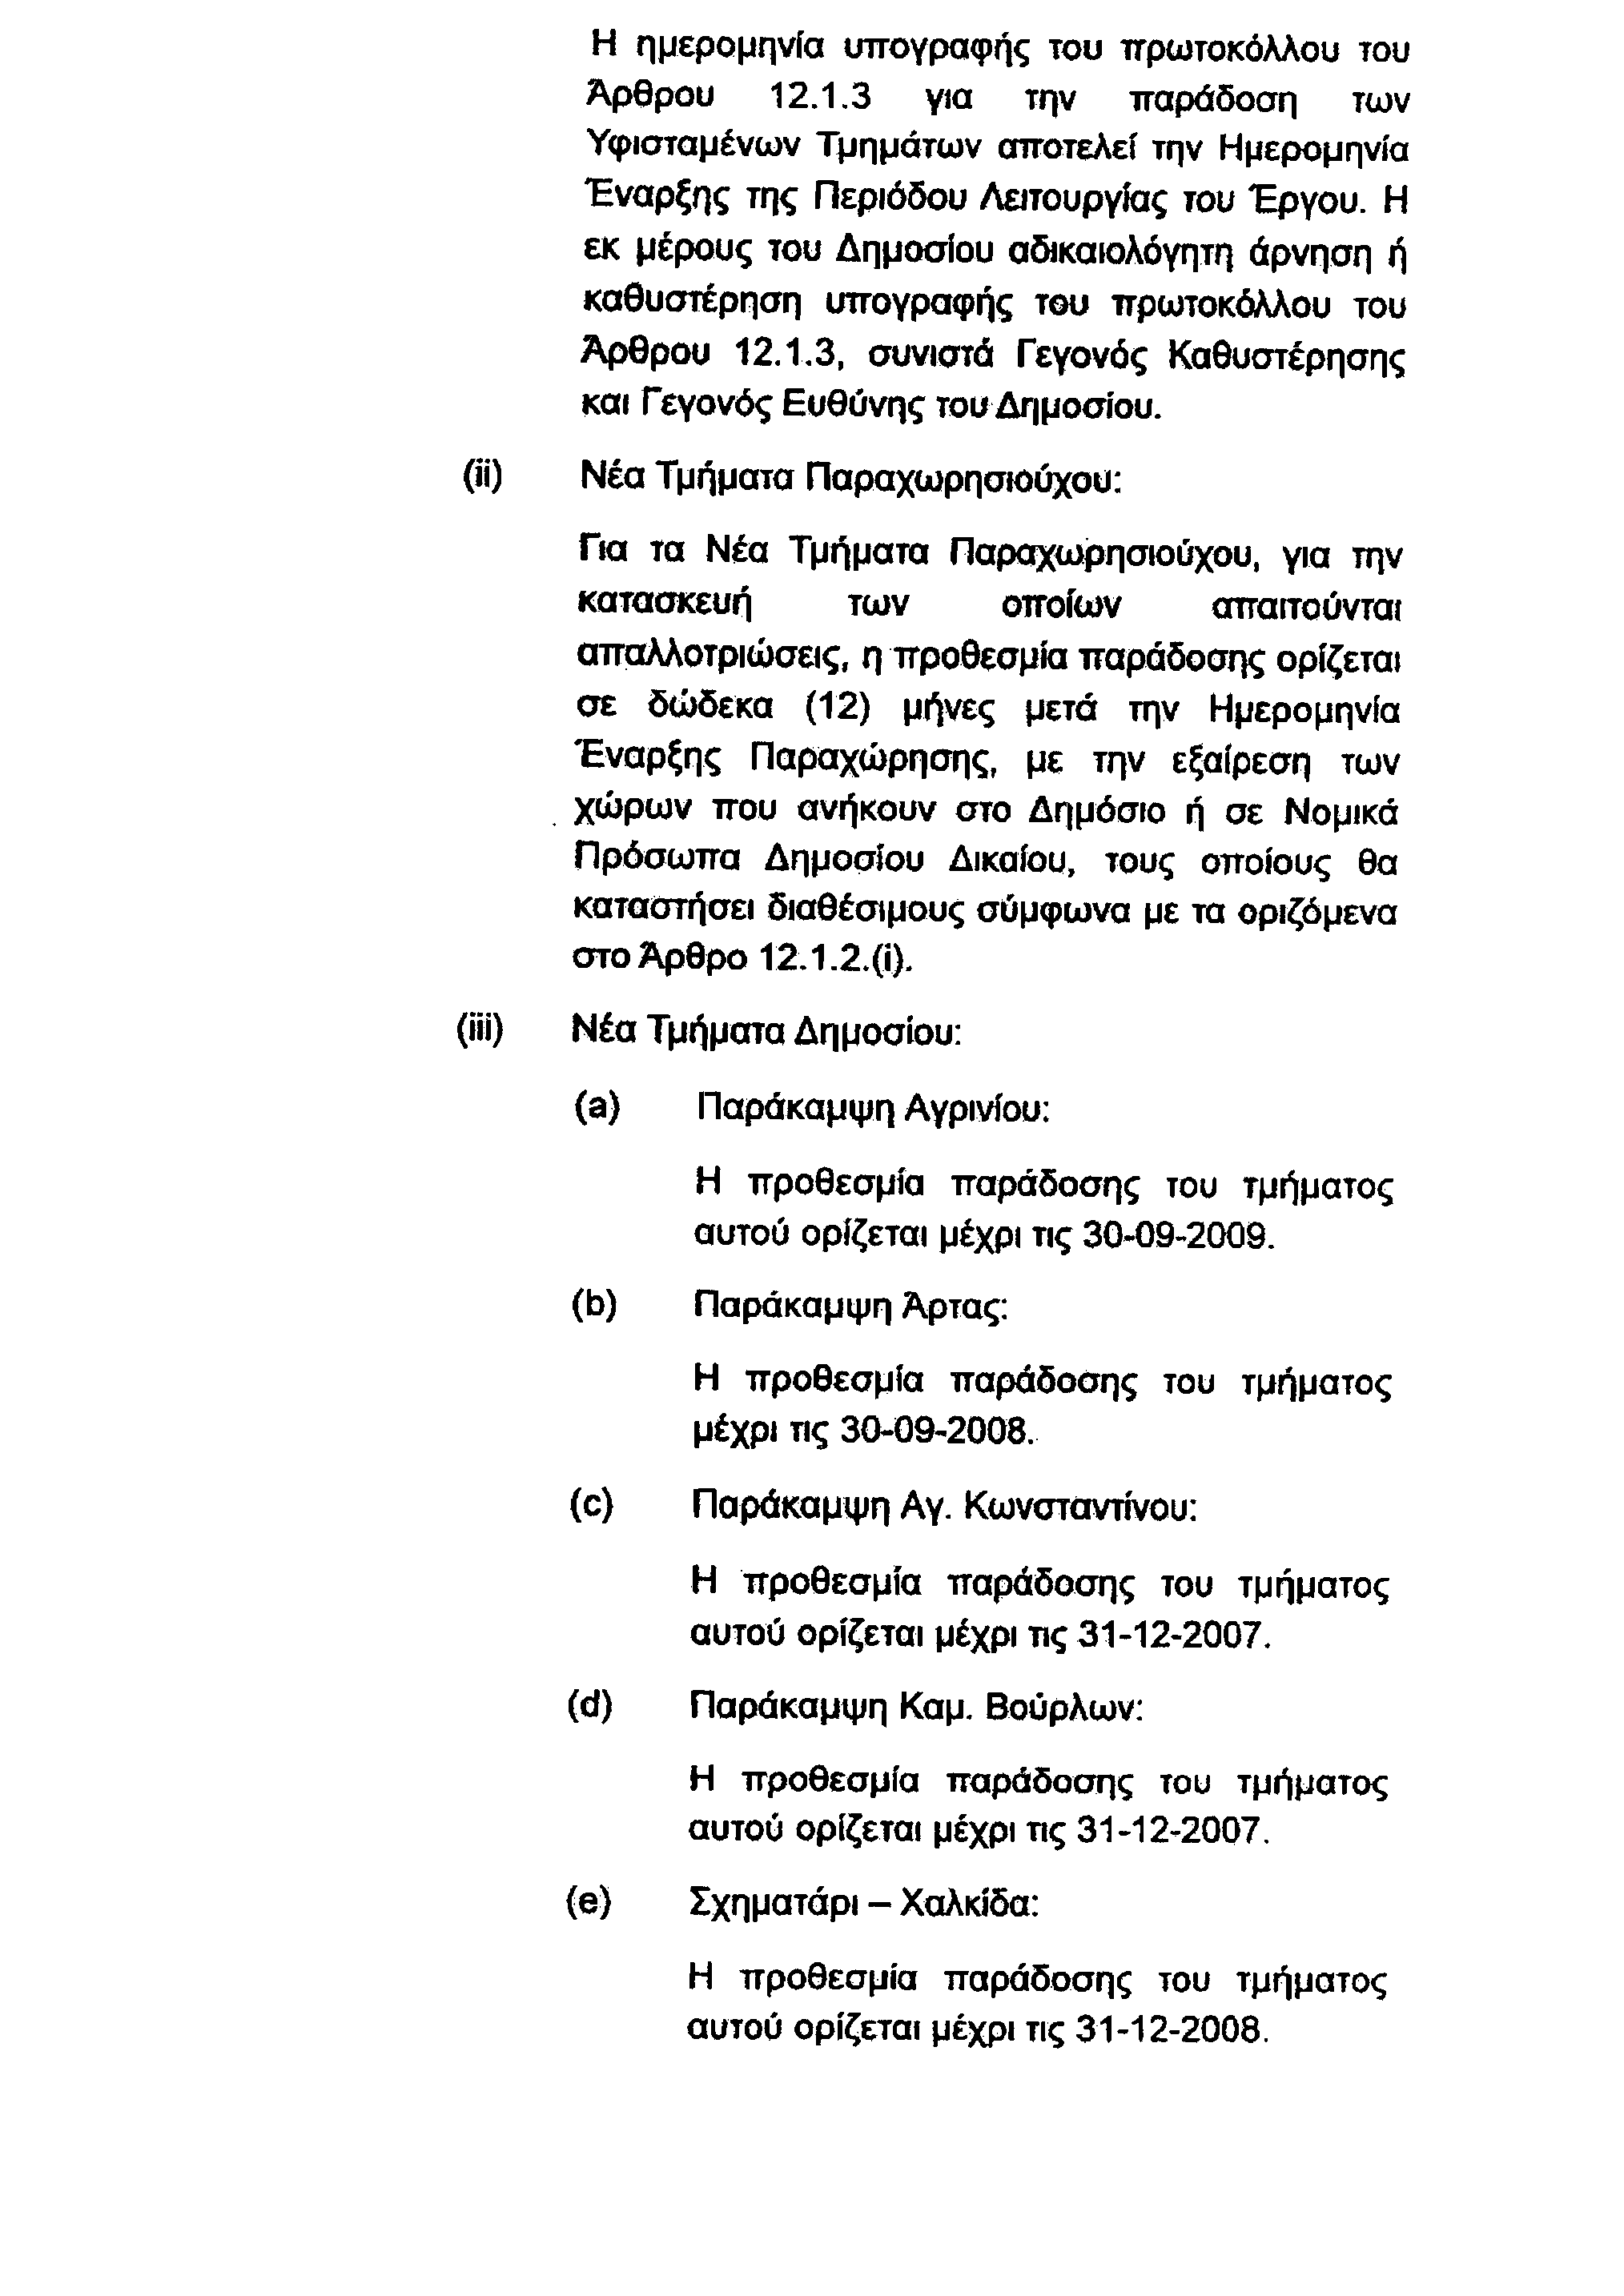 Η ημερομηνία υπογραφής του πρωτοκόλλου του
Άρθρου 12.1.3 για την παράδοση των
Υφισταμένων Τμημάτων αποτελεί την Ημερομηνία
Έναρξης της Περιόδου Λειτουργίας του Έργου. Η
εκ μέρους του Δημοσίου αδικαιολόγητη άρνηση ή
καθυστέρηση υπογραφής του πρωτοκόλλου του
Άρθρου 12.1.3, συνιστά Γεγονός Καθυστέρησης
και Γεγονός Ευθύνης του Δημοσίου.
(ii) Νέα Τμήματα Παραχωρησιούχου:
Για τα Νέα Τμήματα Παραχωρησιούχου, για την
κατασκευή των οποίων απαιτούνται
απαλλοτριώσεις, η προθεσμία παράδοσης ορίζεται
σε δώδεκα (12) μήνες μετά την Ημερομηνία
Έναρξης Παραχώρησης, με την εξαίρεση των
χώρων που ανήκουν στο Δημόσιο ή σε Νομικά
Πρόσωπα Δημοσίου Δικαίου, τους οποίους θα
καταστήσει διαθέσιμους σύμφωνα με τα οριζόμενα
στο Άρθρο 12.1.2.(i).
(iii) Νέα Τμήματα Δημοσίου:
(a) Παράκαμψη Αγρινίου:
Η προθεσμία παράδοσης του τμήματος
αυτού ορίζεται μέχρι τις 30-09-2009.
(b) Παράκαμψη Άρτας:
Η προθεσμία παράδοσης του τμήματος
μέχρι τις 30-09-2008.
(c) Παράκαμψη Αγ. Κωνσταντίνου:
Η προθεσμία παράδοσης του τμήματος
αυτού ορίζεται μέχρι τις 31-12-2007.
(d) Παράκαμψη Καμ. Βούρλων:
Η προθεσμία παράδοσης του τμήματος
αυτού ορίζεται μέχρι τις 31-12-2007.
(e) Σχηματάρι – Χαλκίδα:
Η προθεσμία παράδοσης του τμήματος
αυτού ορίζεται μέχρι τις 31-12-2008.